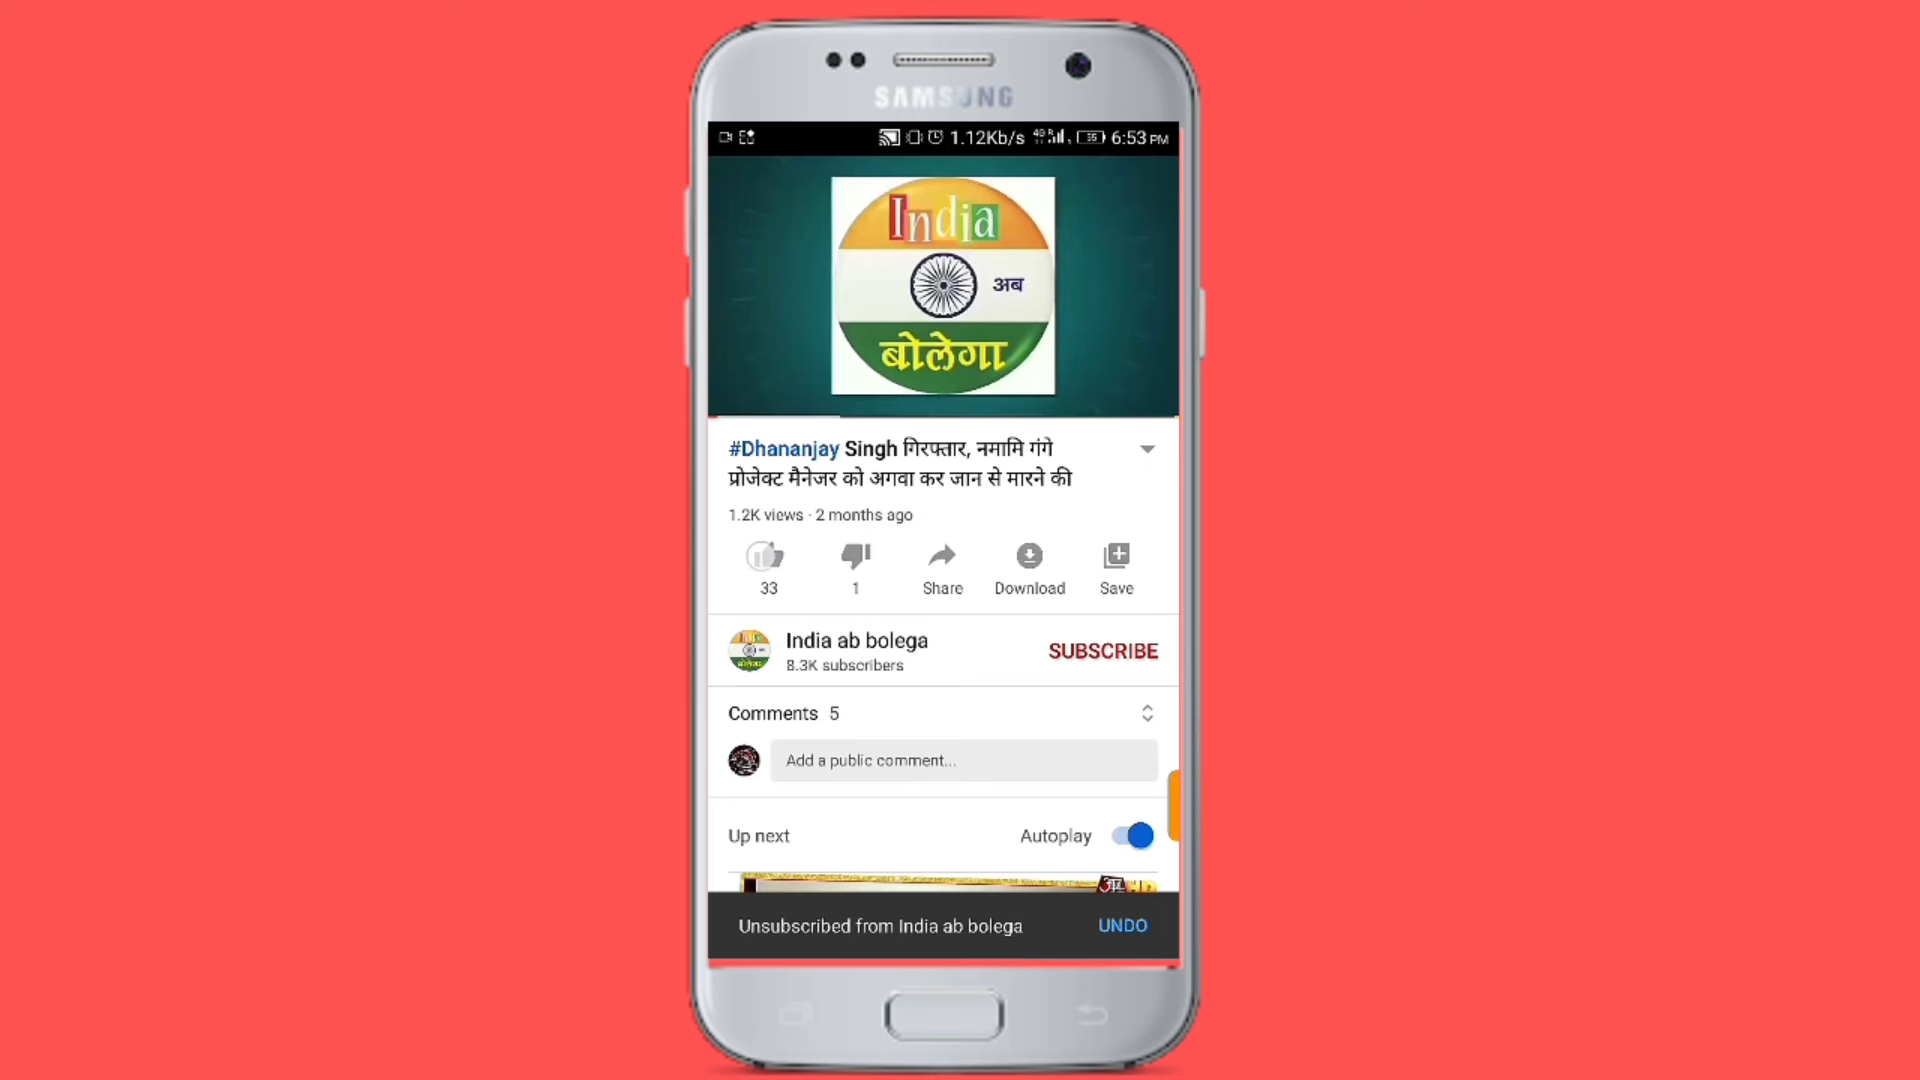 SAMSUNG
1.12Kb/s 55 6:53 PM
India
अब
बोलेगा
#Dhananjay Singh गिरफ्तार, नमामि गंगे
प्रोजेक्ट मैनेजर को अगवा कर जान से मारने की
1.2K views · 2 months ago
33 1 Share Download Save
India ab bolega
8.3K subscribers
SUBSCRIBE
Comments 5
Add a public comment...
Up next Autoplay
Unsubscribed from India ab bolega UNDO